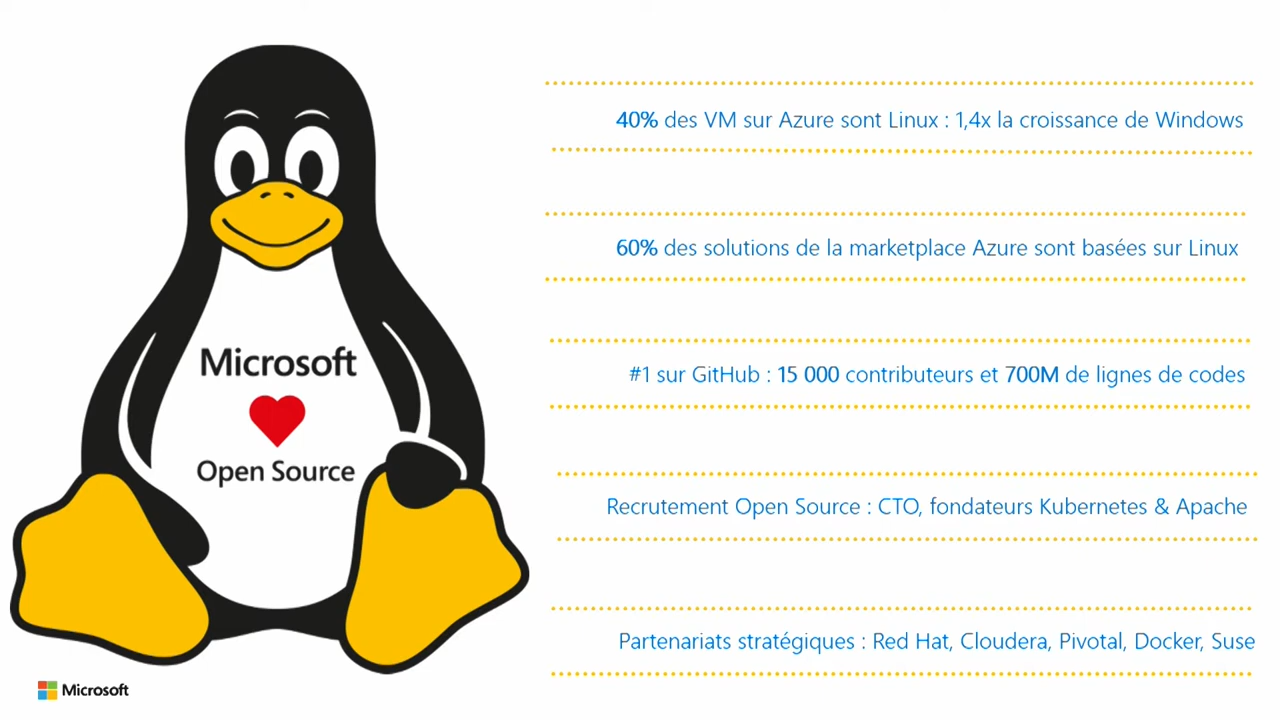 40% des VM sur Azure sont Linux : 1,4x la croissance de Windows
60% des solutions de la marketplace Azure sont basées sur Linux
Microsoft
Open Source
#1 sur GitHub : 15 000 contributeurs et 700M de lignes de codes
Recrutement Open Source : CTO, fondateurs Kubernetes & Apache
Partenariats stratégiques : Red Hat, Cloudera, Pivotal, Docker, Suse
Microsoft